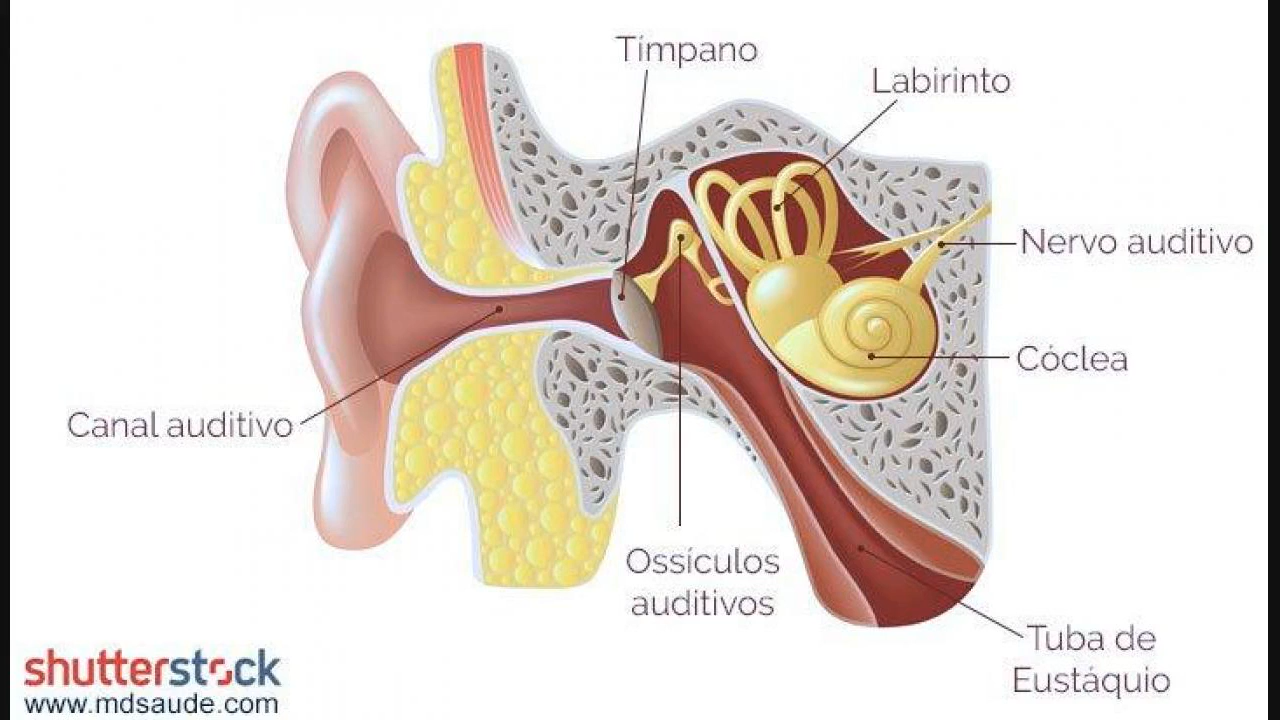 Tímpano
Labirinto
Nervo auditivo
Cóclea
Canal auditivo
Ossículos
auditivos
Tuba de
Eustáquio
shutterstock
www.mdsaude.com